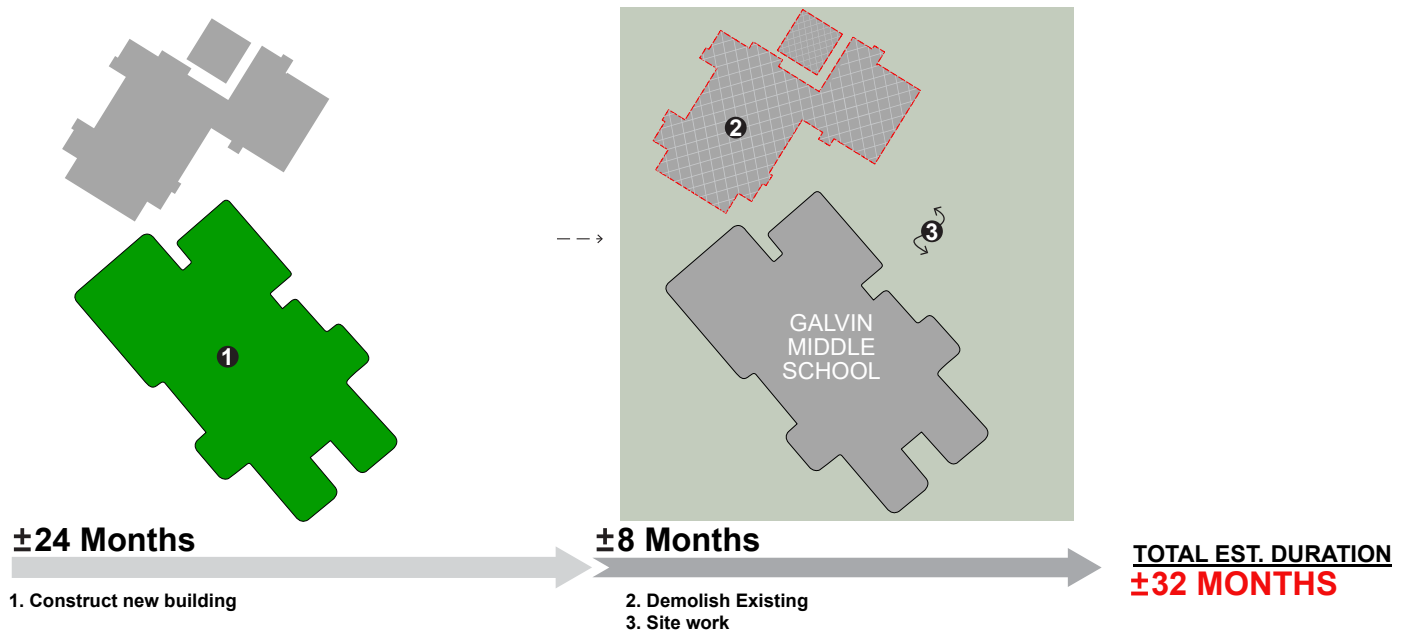 2
3
1
GALVIN
MIDDLE
SCHOOL
±24 Months
±8 Months
TOTAL EST. DURATION
±32 MONTHS
1. Construct new building
2. Demolish Existing
3. Site work